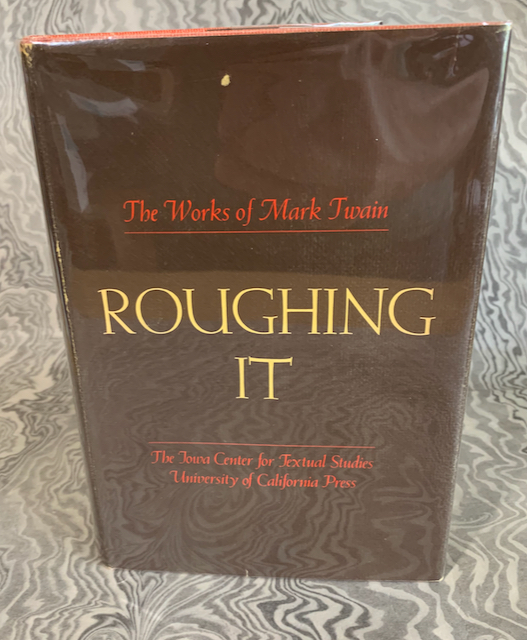 The Works of Mark Twain
ROUGHING
IT
The Iowa Center for Textual Studies
University of California Press